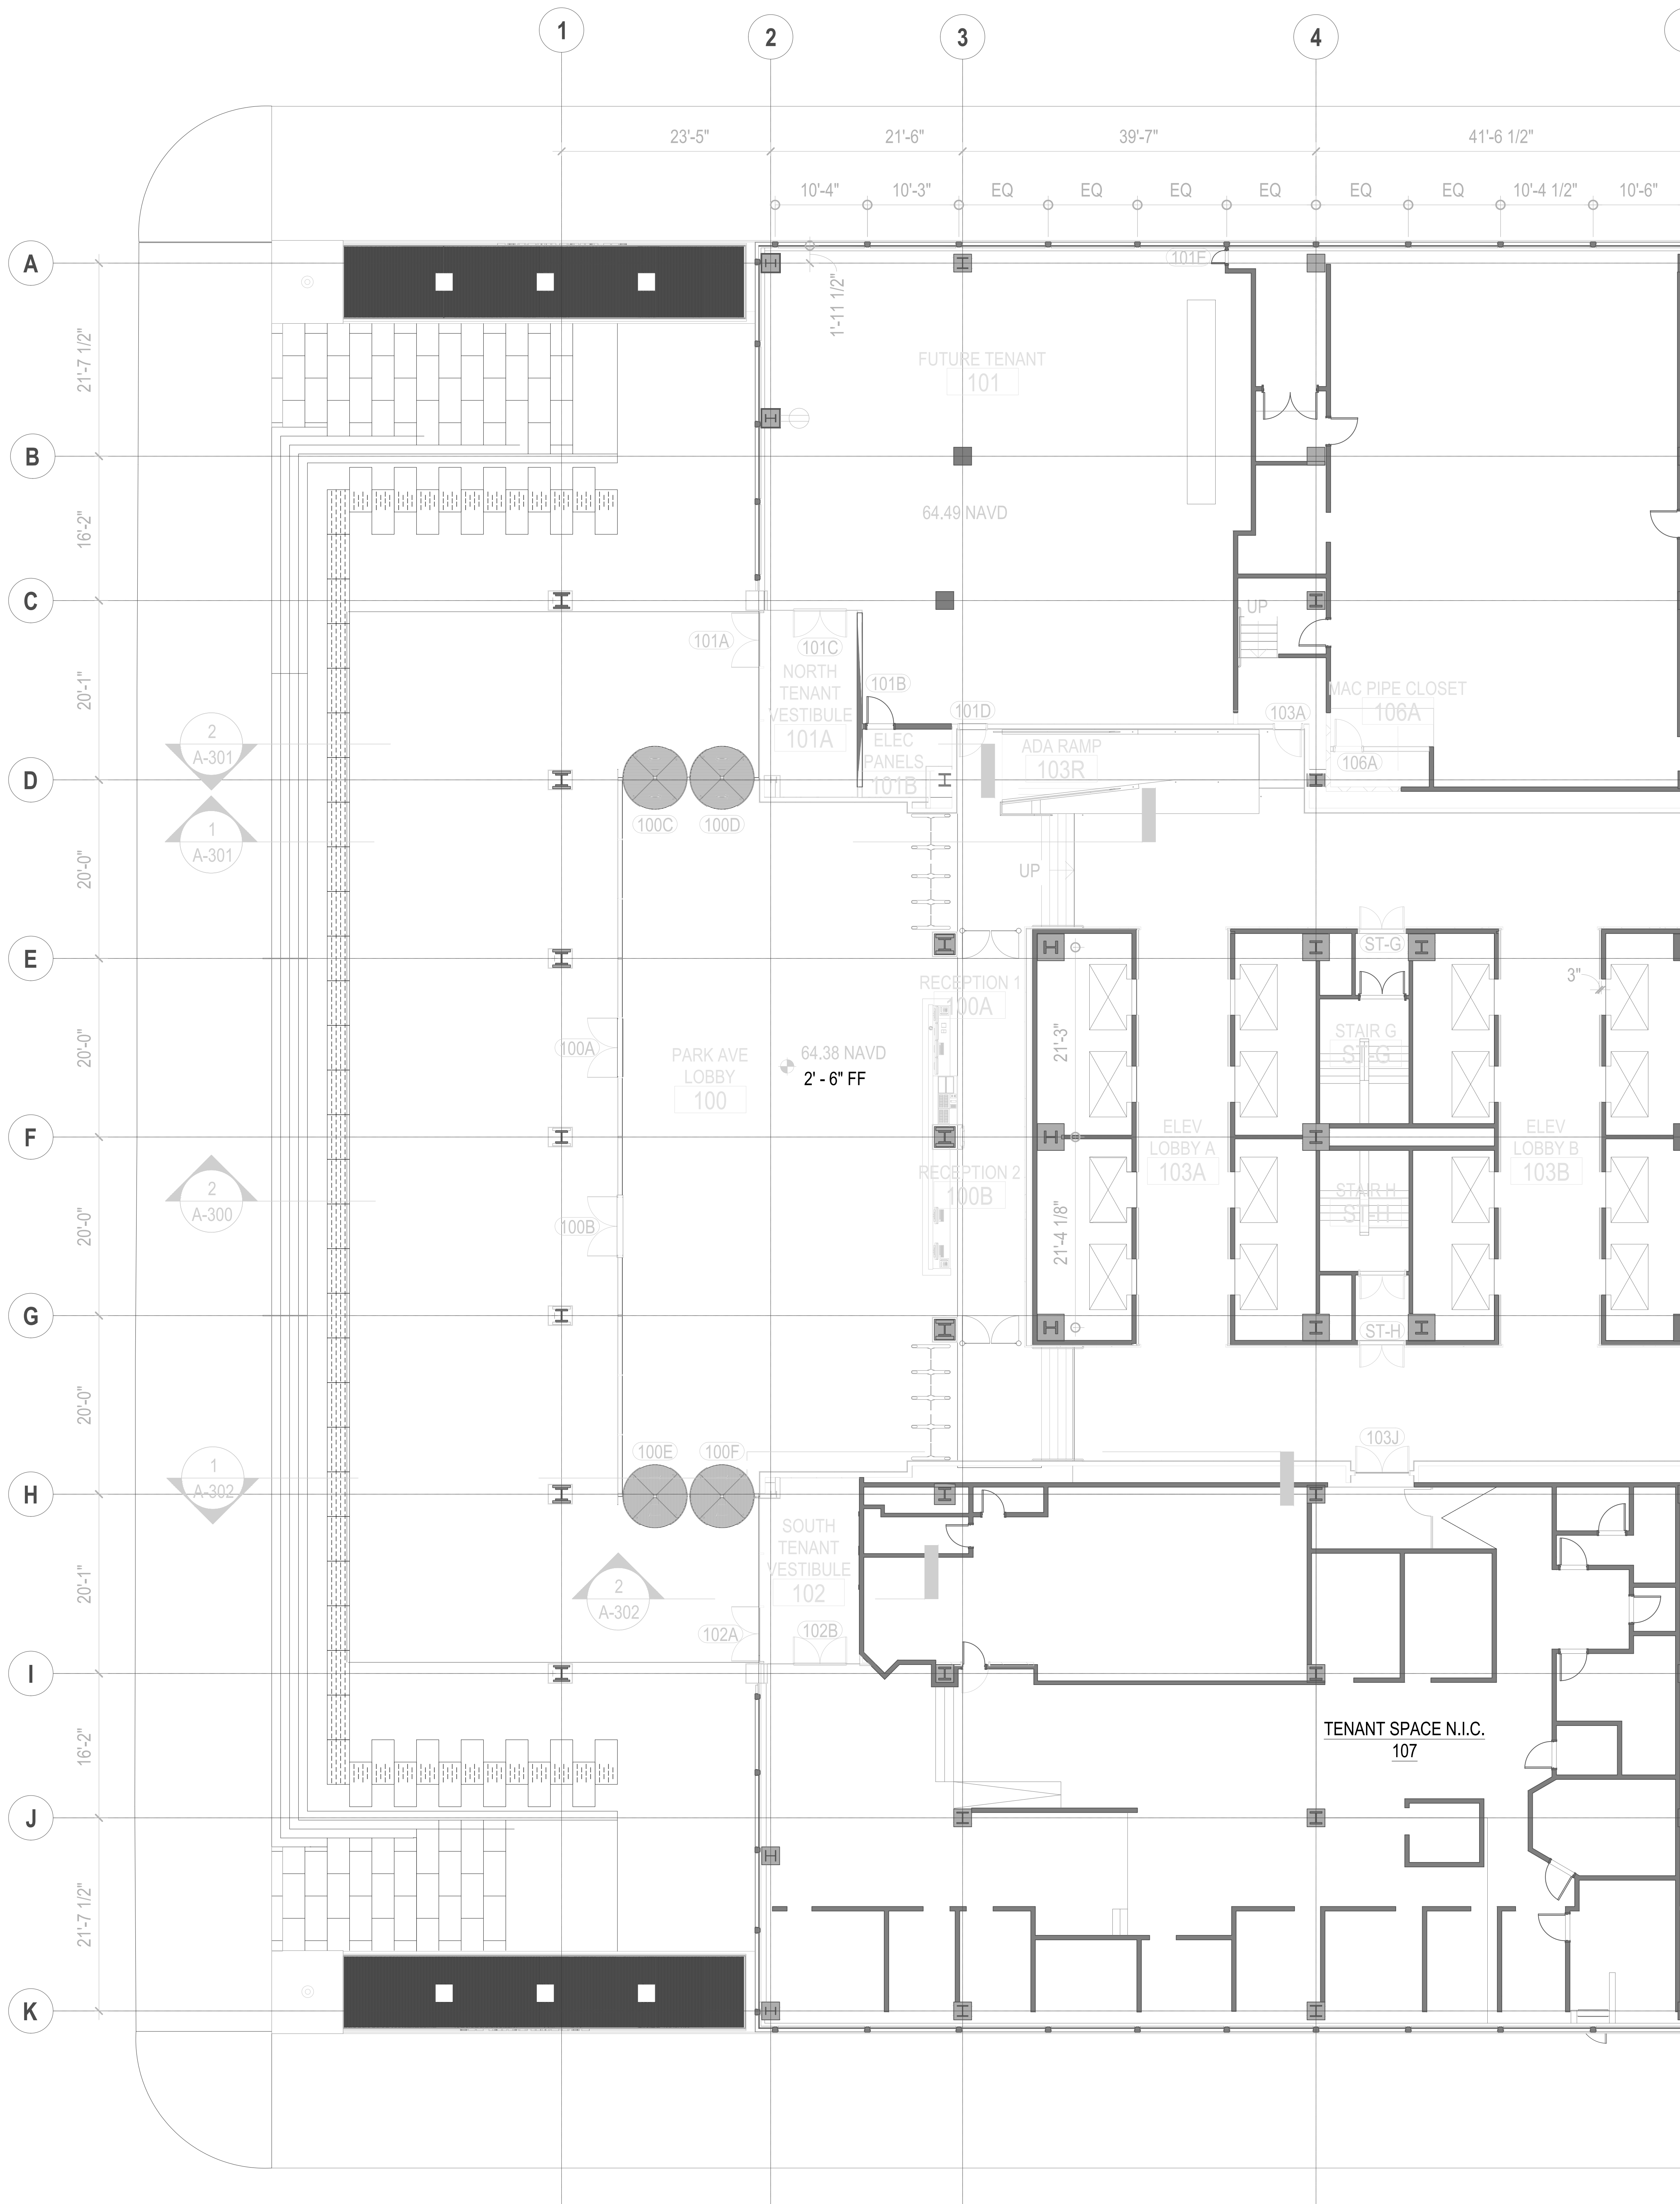 1
2
3
4
23'-5"
21'-6"
39'-7"
41'-6 1/2"
10'-4"
10'-3"
EQ
EQ
EQ
EQ
EQ
EQ
10'-4 1/2"
10'-6"
A
101E
1'-11 1/2"
21'-7 1/2"
FUTURE TENANT
101
B
16'-2"
64.49 NAVD
C
UP
101A
101C
NORTH
TENANT
VESTIBULE
101A
101B
20'-1"
MAC PIPE CLOSET
106A
101D
103A
2
A-301
ELEC
PANELS
101B
ADA RAMP
103R
106A
D
100C
100D
1
A-301
20'-0"
UP
E
ST-G
3"
RECEPTION 1
100A
20'-0"
100A
PARK AVE
LOBBY
100
64.38 NAVD
2' - 6" FF
21'-3"
STAIR G
ST-G
F
ELEV
LOBBY A
103A
ELEV
LOBBY B
103B
2
A-300
RECEPTION 2
100B
STAIR H
ST-H
20'-0"
100B
21'-4 1/8"
G
ST-H
20'-0"
103J
100E
100F
1
A-302
H
SOUTH
TENANT
VESTIBULE
102
20'-1"
2
A-302
102A
102B
I
TENANT SPACE N.I.C.
107
16'-2"
J
21'-7 1/2"
K